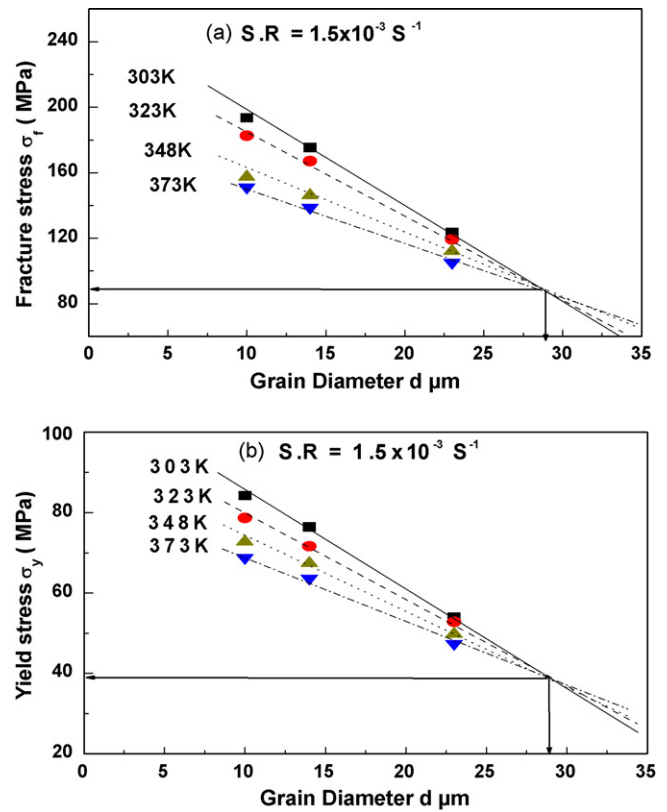 (a) S.R = 1.5x10⁻³ S⁻¹
Fracture stress σf ( MPa)
240
200
160
120
80
303K
323K
348K
373K
0 5 10 15 20 25 30 35
Grain Diameter d µm
(b) S.R = 1.5x10⁻³ S⁻¹
Yield stress σy ( MPa)
100
80
60
40
20
303K
323K
348K
373K
0 5 10 15 20 25 30 35
Grain Diameter d µm